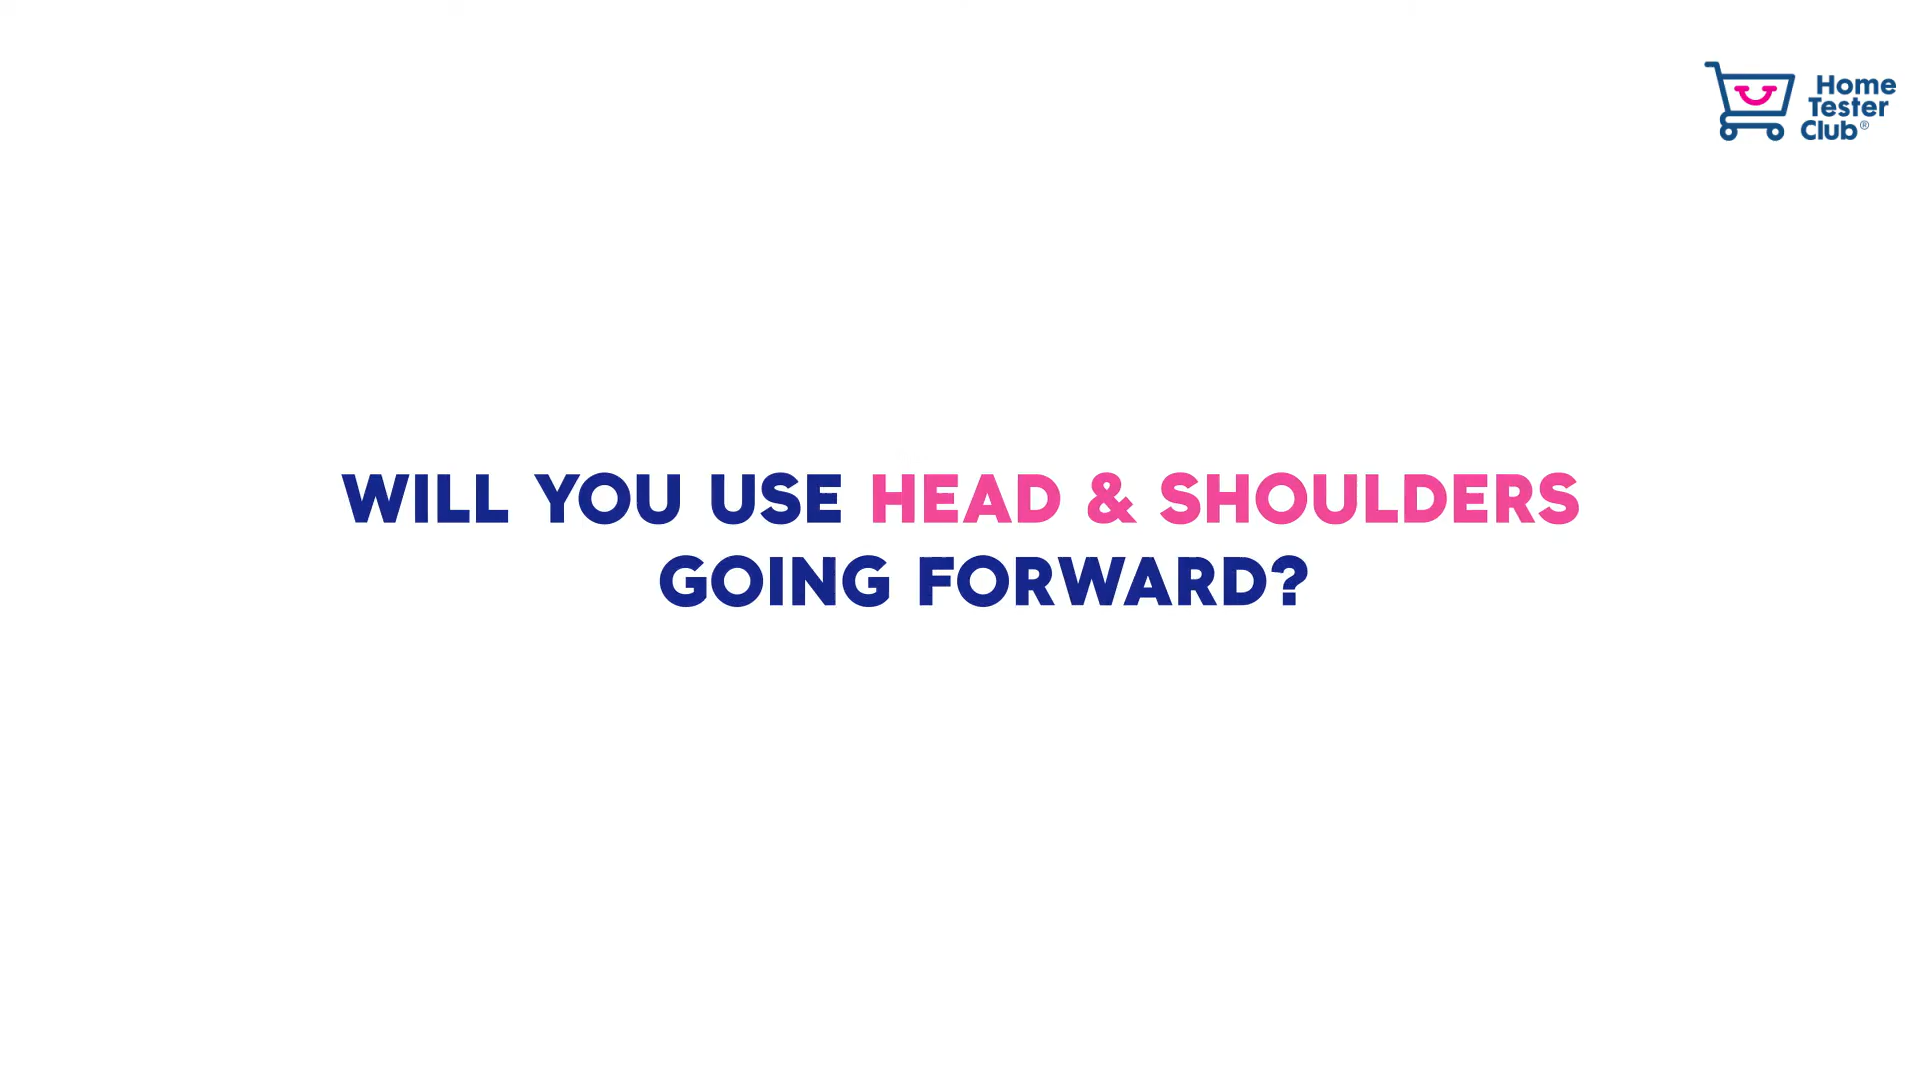 Home
Tester
Club®
WILL YOU USE HEAD & SHOULDERS
GOING FORWARD?